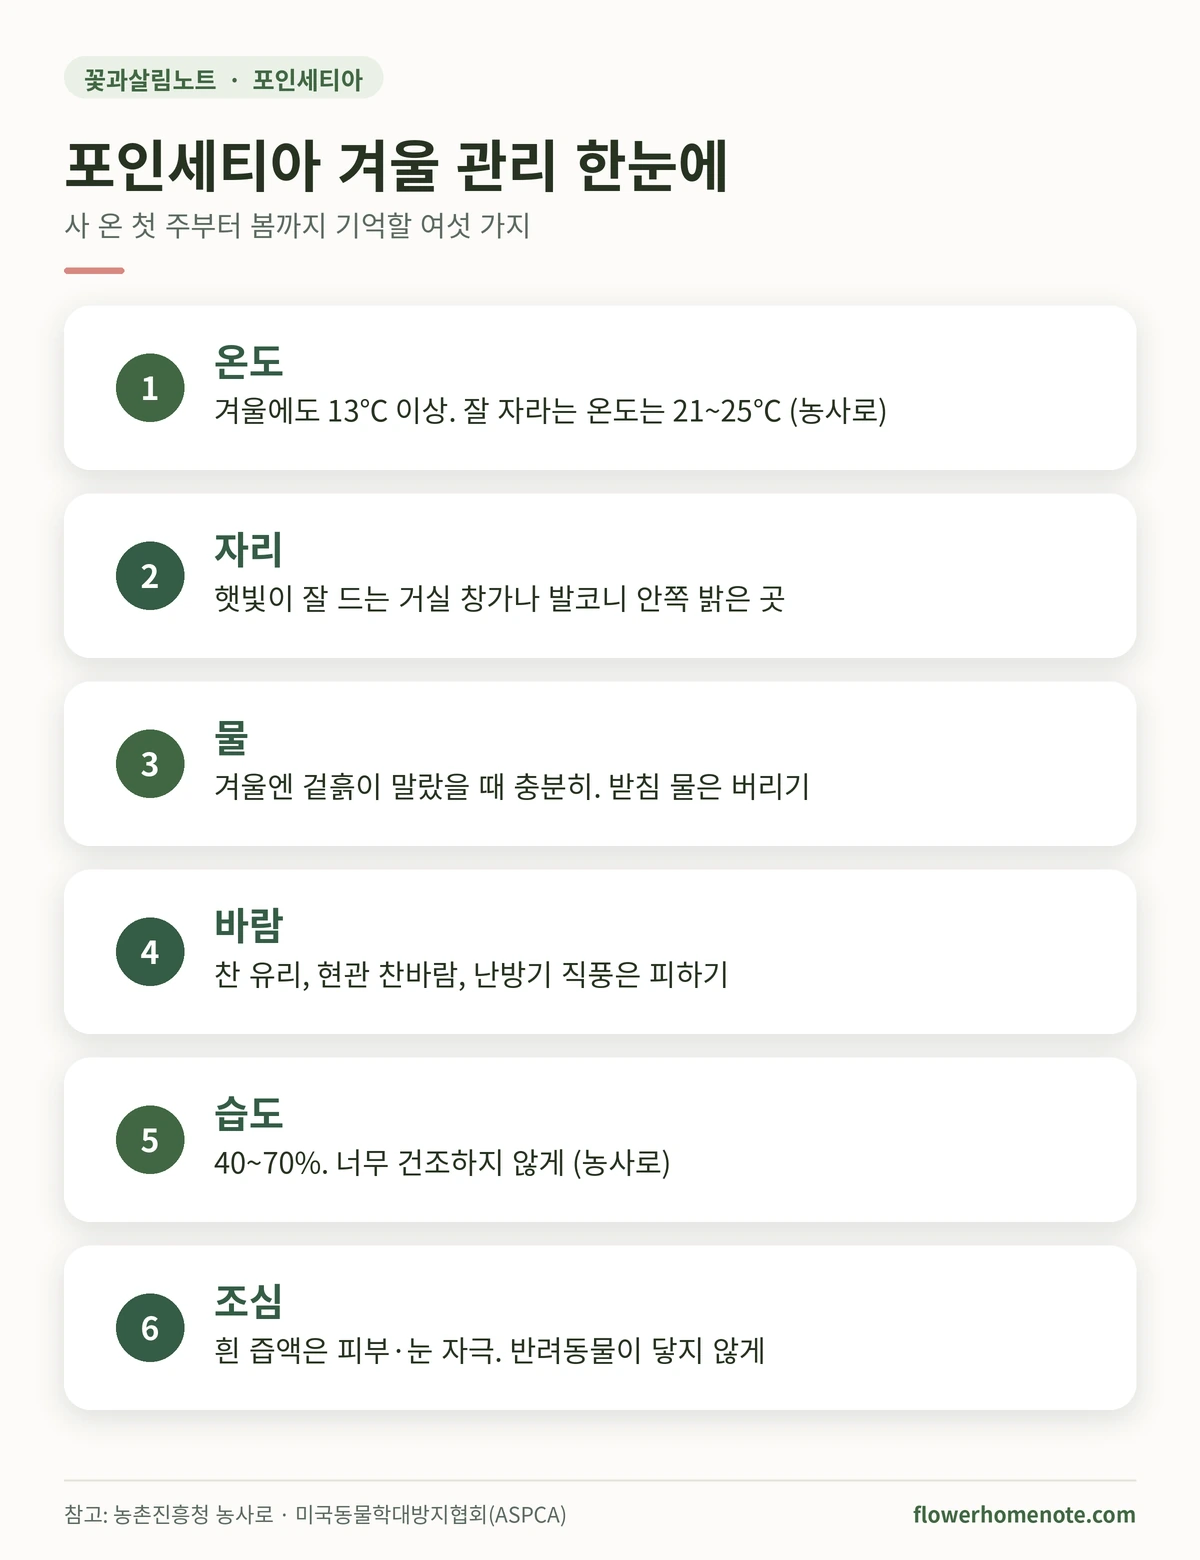 꽃과살림노트 · 포인세티아
포인세티아 겨울 관리 한눈에
사 온 첫 주부터 봄까지 기억할 여섯 가지
1
온도
겨울에도 13℃ 이상. 잘 자라는 온도는 21~25℃ (농사로)
2
자리
햇빛이 잘 드는 거실 창가나 발코니 안쪽 밝은 곳
3
물
겨울엔 겉흙이 말랐을 때 충분히. 받침 물은 버리기
4
바람
찬 유리, 현관 찬바람, 난방기 직풍은 피하기
5
습도
40~70%. 너무 건조하지 않게 (농사로)
6
조심
흰 즙액은 피부·눈 자극. 반려동물이 닿지 않게
참고: 농촌진흥청 농사로 · 미국동물학대방지협회(ASPCA)
flowerhomenote.com